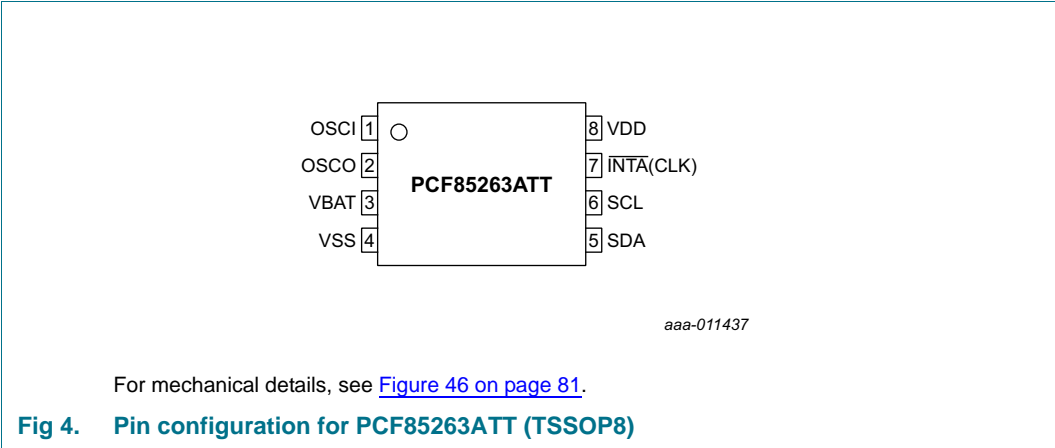 OSCI 1 8 VDD
OSCO 2 7 INTA(CLK)
PCF85263ATT
VBAT 3 6 SCL
VSS 4 5 SDA
aaa-011437
For mechanical details, see Figure 46 on page 81.
Fig 4. Pin configuration for PCF85263ATT (TSSOP8)